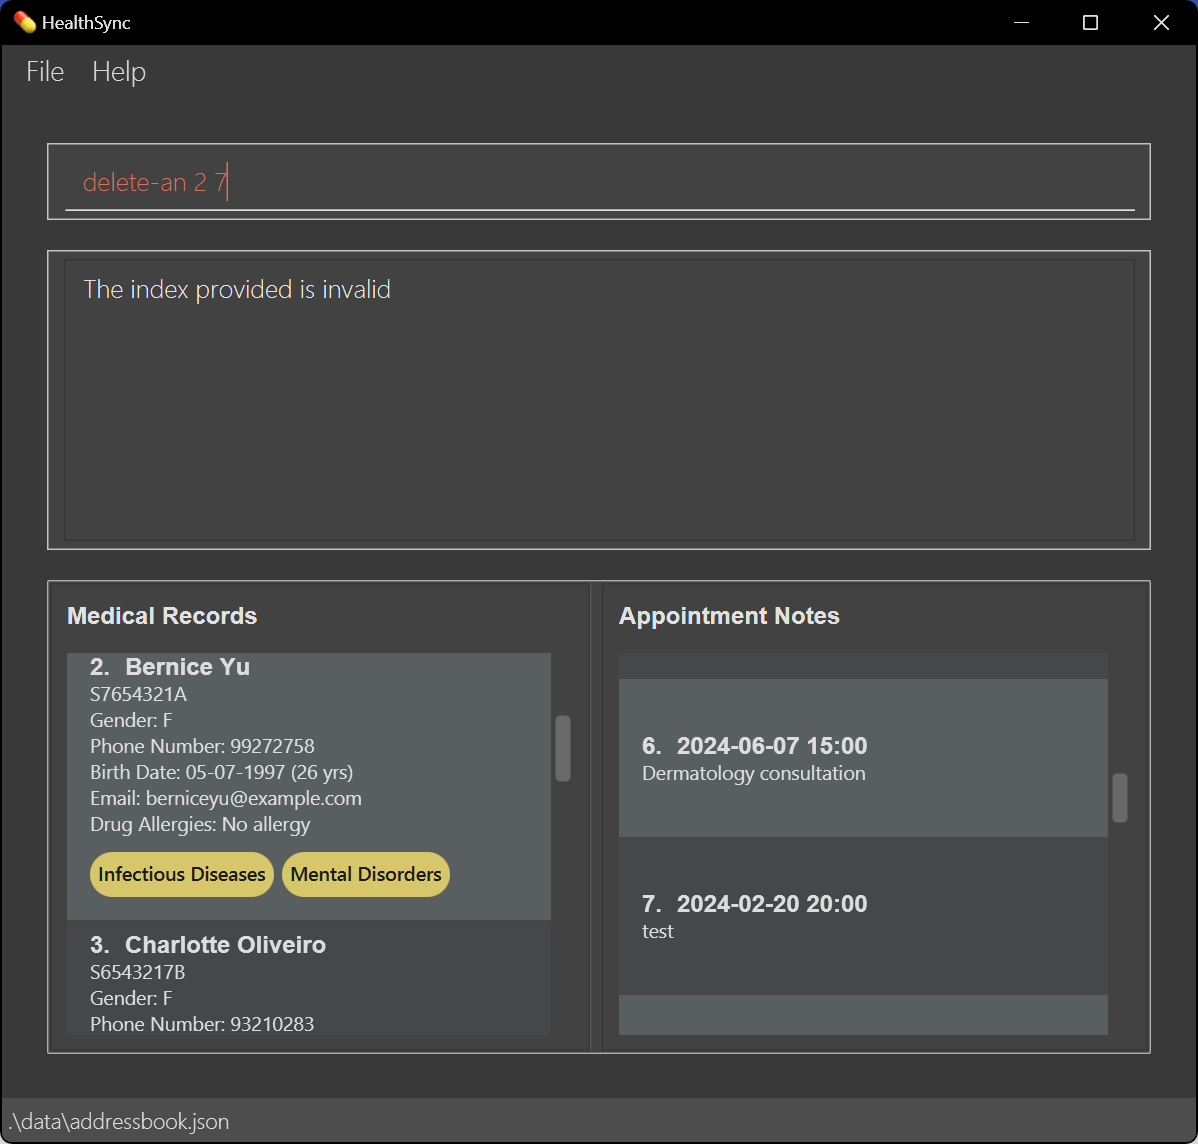 HealthSync
File Help
delete-an 2 7
The index provided is invalid
Medical Records
2. Bernice Yu
S7654321A
Gender: F
Phone Number: 99272758
Birth Date: 05-07-1997 (26 yrs)
Email: berniceyu@example.com
Drug Allergies: No allergy
Infectious Diseases Mental Disorders
3. Charlotte Oliveiro
S6543217B
Gender: F
Phone Number: 93210283
Appointment Notes
6. 2024-06-07 15:00
Dermatology consultation
7. 2024-02-20 20:00
test
.\data\addressbook.json